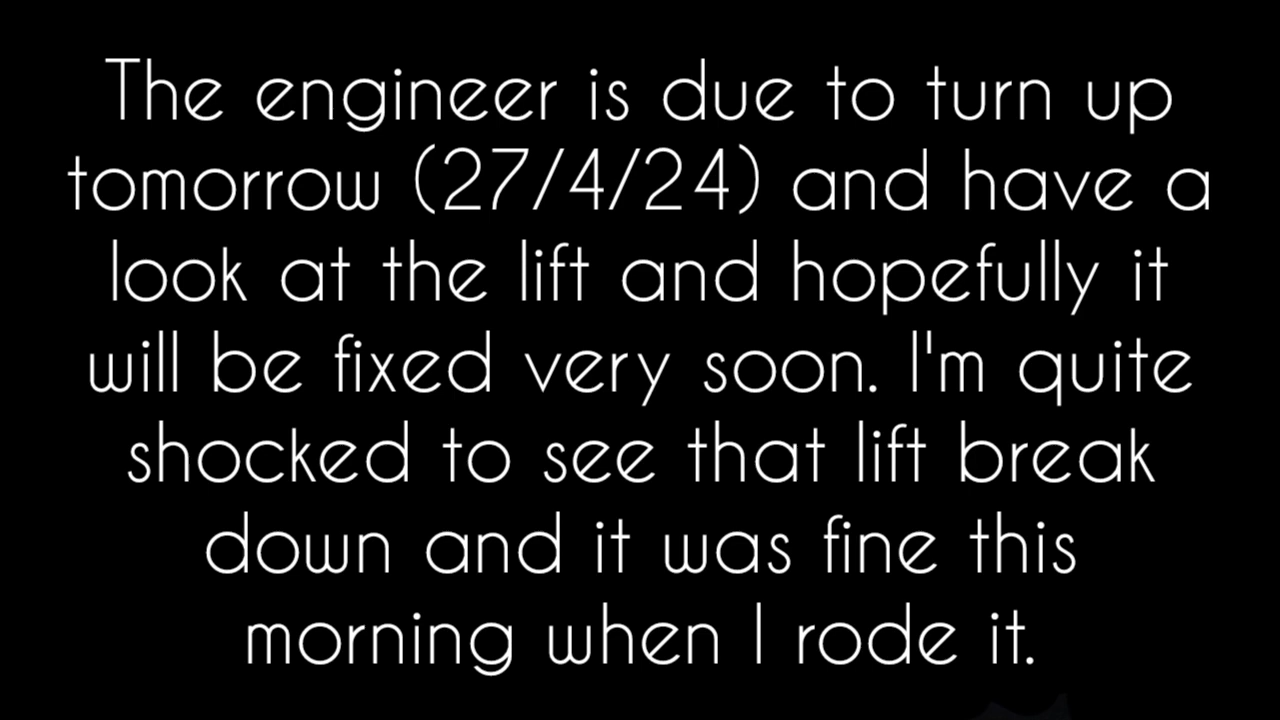 The engineer is due to turn up
tomorrow (27/4/24) and have a
look at the lift and hopefully it
will be fixed very soon. I'm quite
shocked to see that lift break
down and it was fine this
morning when I rode it.